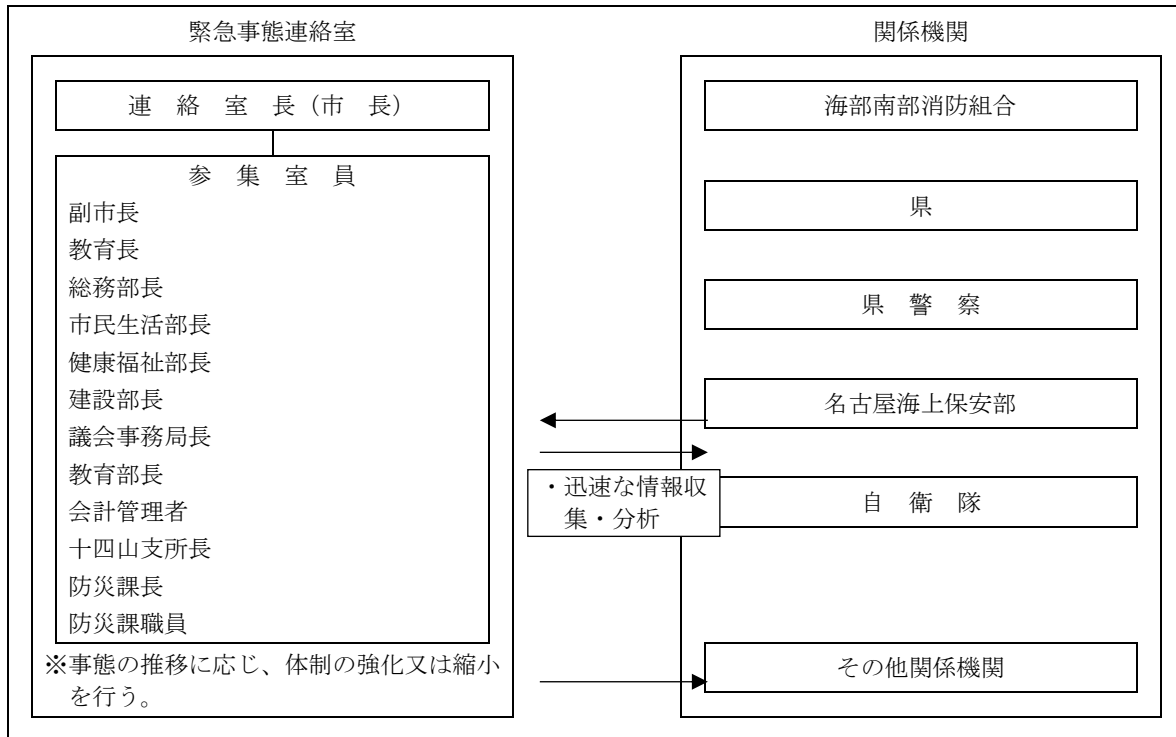 緊急事態連絡室
連　絡　室　長（市　長）
参　集　室　員
副市長
教育長
総務部長
市民生活部長
健康福祉部長
建設部長
議会事務局長
教育部長
会計管理者
十四山支所長
防災課長
防災課職員
※事態の推移に応じ、体制の強化又は縮小
を行う。
・迅速な情報収
集・分析
関係機関
海部南部消防組合
県
県　警　察
名古屋海上保安部
自　衛　隊
その他関係機関